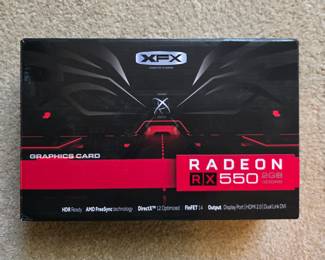 XFX
GRAPHICS CARD
RADEON
RX 550 2GB
HDR Ready AMD FreeSync technology DirectX™ 12 Optimized FinFET 14 Output Display Port | HDMI 2.0 | Dual Link DVI